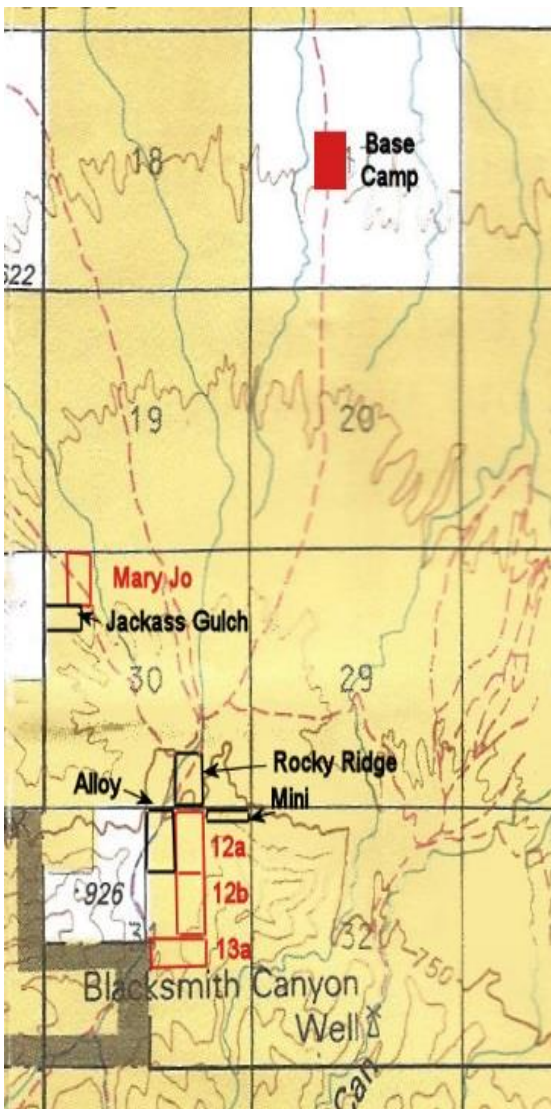 Base
Camp
18
622
19
20
Mary Jo
Jackass Gulch
30
29
Rocky Ridge
Alloy
Mini
12a
926
12b
31
32
13a
750
Blacksmith Canyon
Well
Can